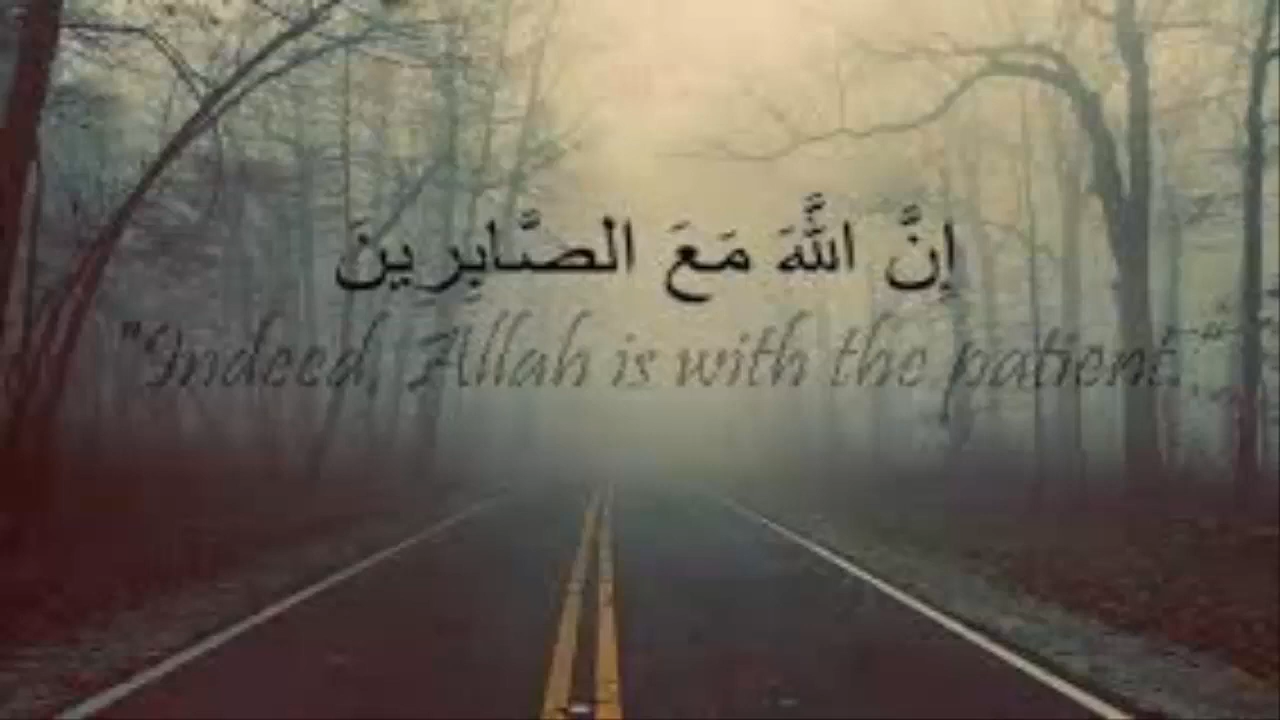 إِنَّ اللَّهَ مَعَ الصَّابِرِينَ
"Indeed, Allah is with the patient."